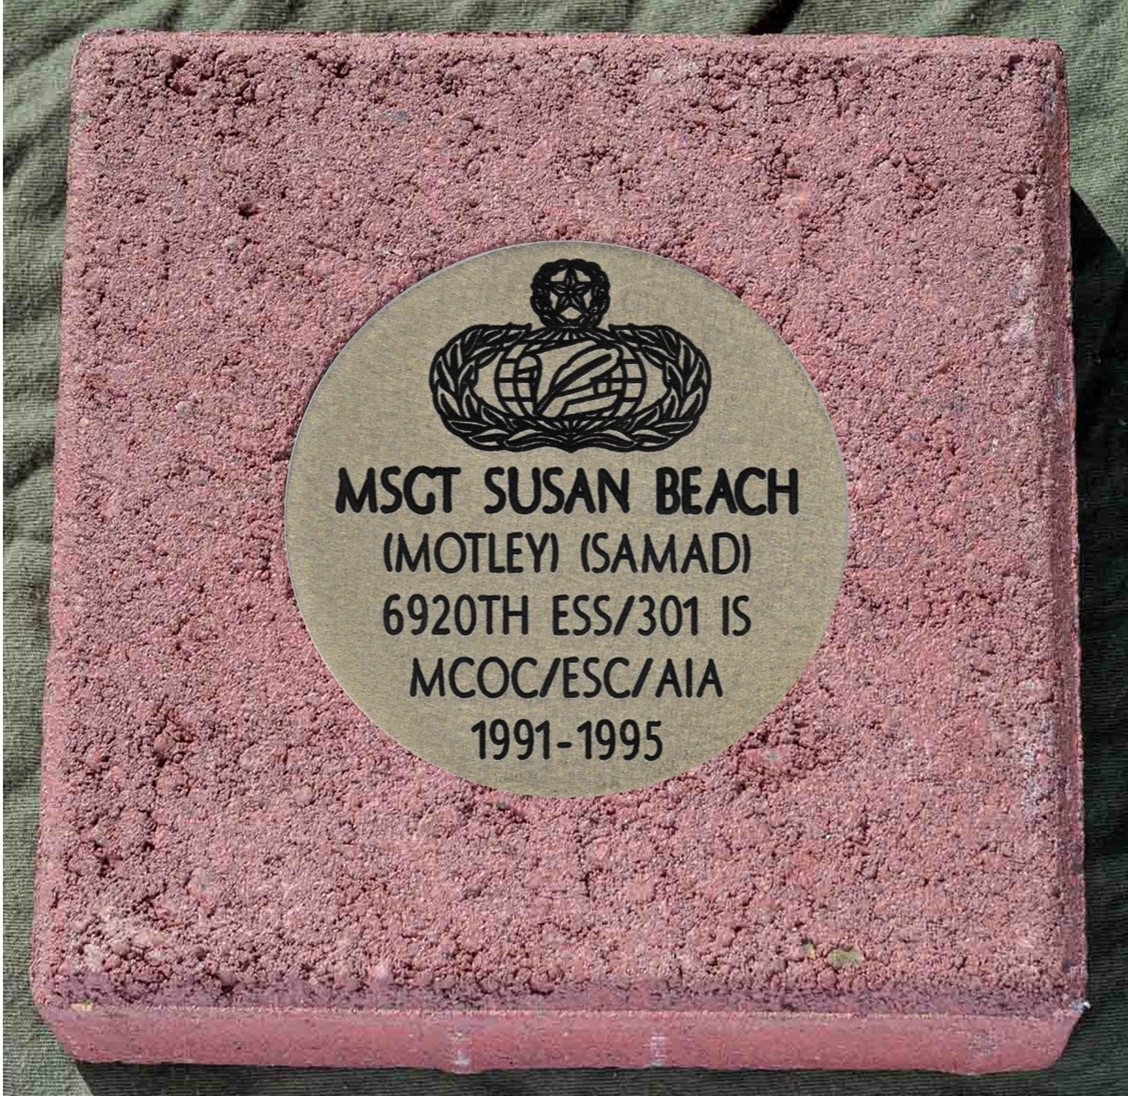 MSGT SUSAN BEACH
(MOTLEY) (SAMAD)
6920TH ESS/301 IS
MCOC/ESC/AIA
1991-1995